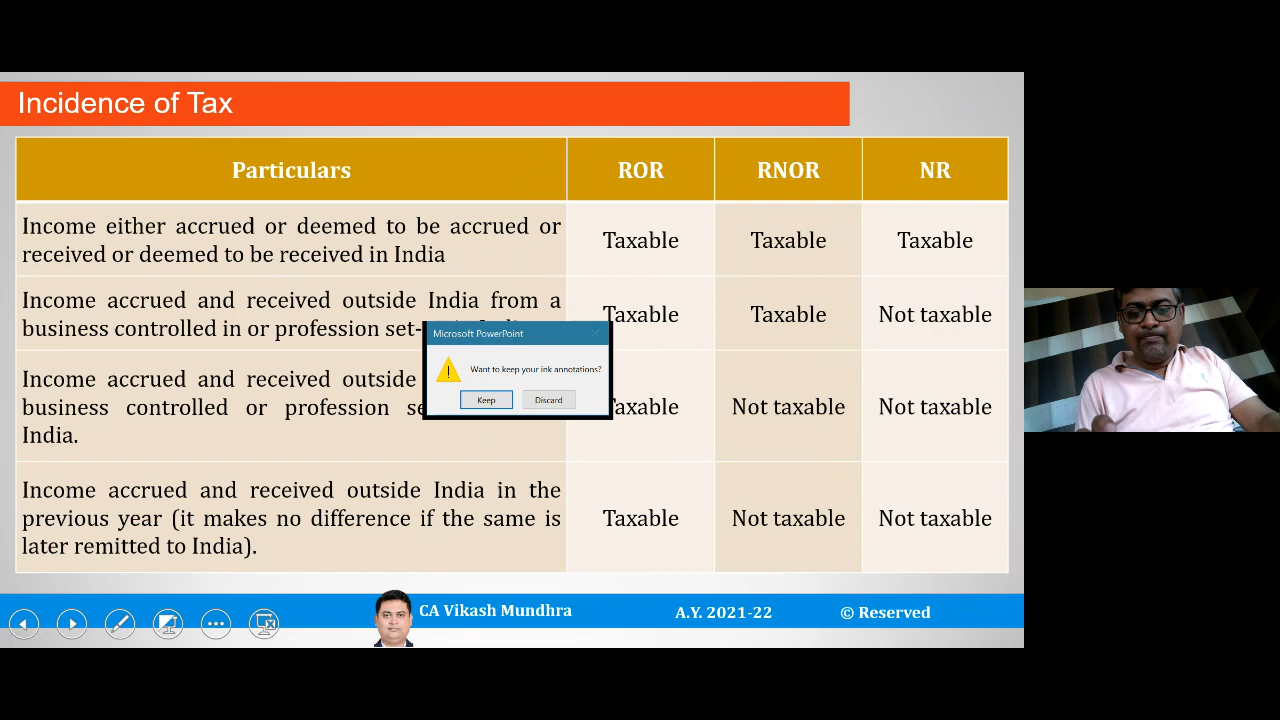 Incidence of Tax
Particulars
ROR
RNOR
NR
Income either accrued or deemed to be accrued or
received or deemed to be received in India
Taxable
Taxable
Taxable
Income accrued and received outside India from a
business controlled in or profession set-
Taxable
Taxable
Not taxable
Income accrued and received outside
business controlled or profession
India.
Taxable
Not taxable
Not taxable
Income accrued and received outside India in the
previous year (it makes no difference if the same is
later remitted to India).
Taxable
Not taxable
Not taxable
Microsoft PowerPoint
Want to keep your ink annotations?
Keep
Discard
CA Vikash Mundhra
A.Y. 2021-22
© Reserved